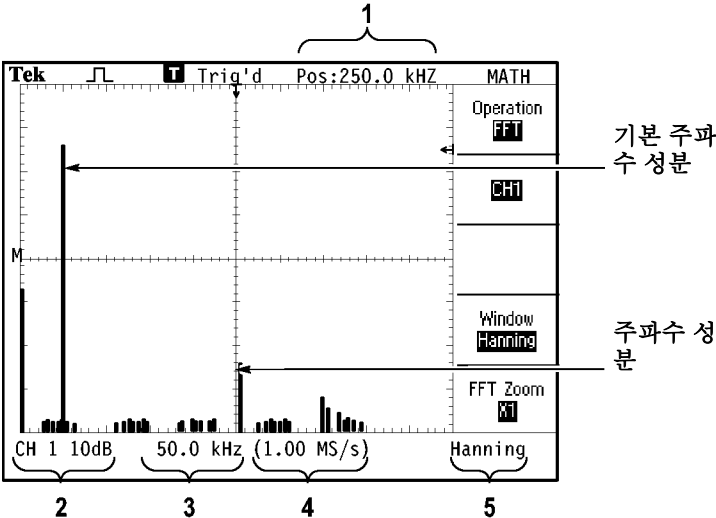 1
Tek T Trig'd Pos:250.0 kHZ MATH
Operation
FFT
기본 주파
수 성분
CH1
M
Window
Hanning
주파수 성
분
FFT Zoom
X1
CH 1 10dB 50.0 kHz (1.00 MS/s) Hanning
2 3 4 5